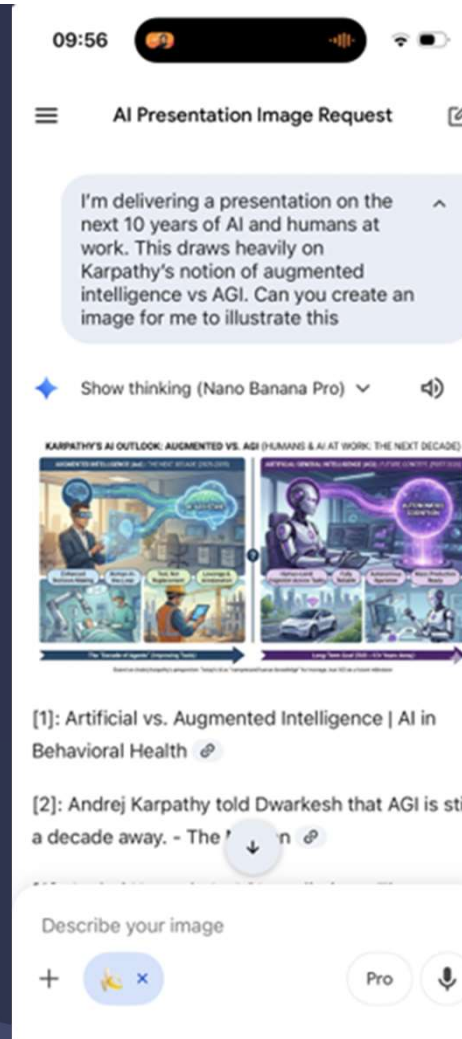 09:56
AI Presentation Image Request
I'm delivering a presentation on the
next 10 years of AI and humans at
work. This draws heavily on
Karpathy's notion of augmented
intelligence vs AGI. Can you create an
image for me to illustrate this
Show thinking (Nano Banana Pro)
KARPATHY'S AI OUTLOOK: AUGMENTED VS. AGI (HUMANS & AI AT WORK: THE NEXT DECADE)
[1]: Artificial vs. Augmented Intelligence | AI in
Behavioral Health
[2]: Andrej Karpathy told Dwarkesh that AGI is sti
a decade away. - The
Describe your image
Pro